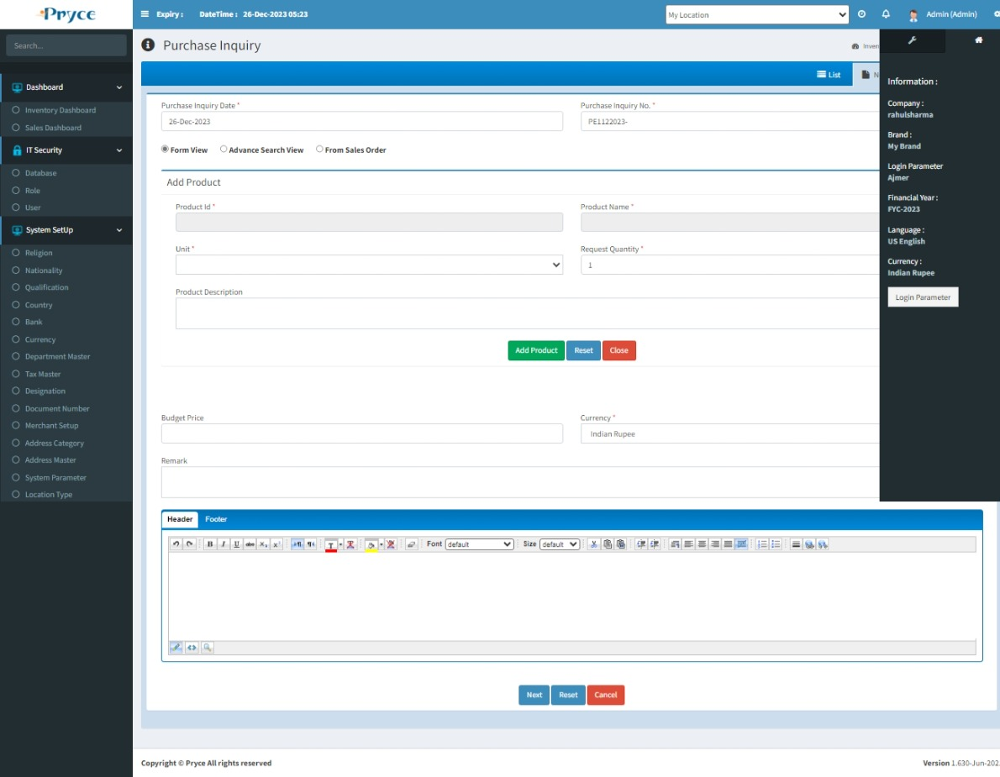 Pryce
Expiry :
DateTime : 26-Dec-2023 05:23
My Location
Admin (Admin)
Search...
Dashboard
Inventory Dashboard
Sales Dashboard
IT Security
Database
Role
User
System SetUp
Religion
Nationality
Qualification
Country
Bank
Currency
Department Master
Tax Master
Designation
Document Number
Merchant Setup
Address Category
Address Master
System Parameter
Location Type
Purchase Inquiry
List
Purchase Inquiry Date *
26-Dec-2023
Purchase Inquiry No. *
PE1122023-
Form View
Advance Search View
From Sales Order
Add Product
Product Id *
Product Name *
Unit *
Request Quantity *
1
Product Description
Add Product
Reset
Close
Budget Price
Currency *
Indian Rupee
Remark
Header
Footer
Font
default
Size
default
Next
Reset
Cancel
Information :
Company :
rahulsharma
Brand :
My Brand
Login Parameter
Ajmer
Financial Year :
FYC-2023
Language :
US English
Currency :
Indian Rupee
Login Parameter
Copyright © Pryce All rights reserved
Version 1.630-Jun-202